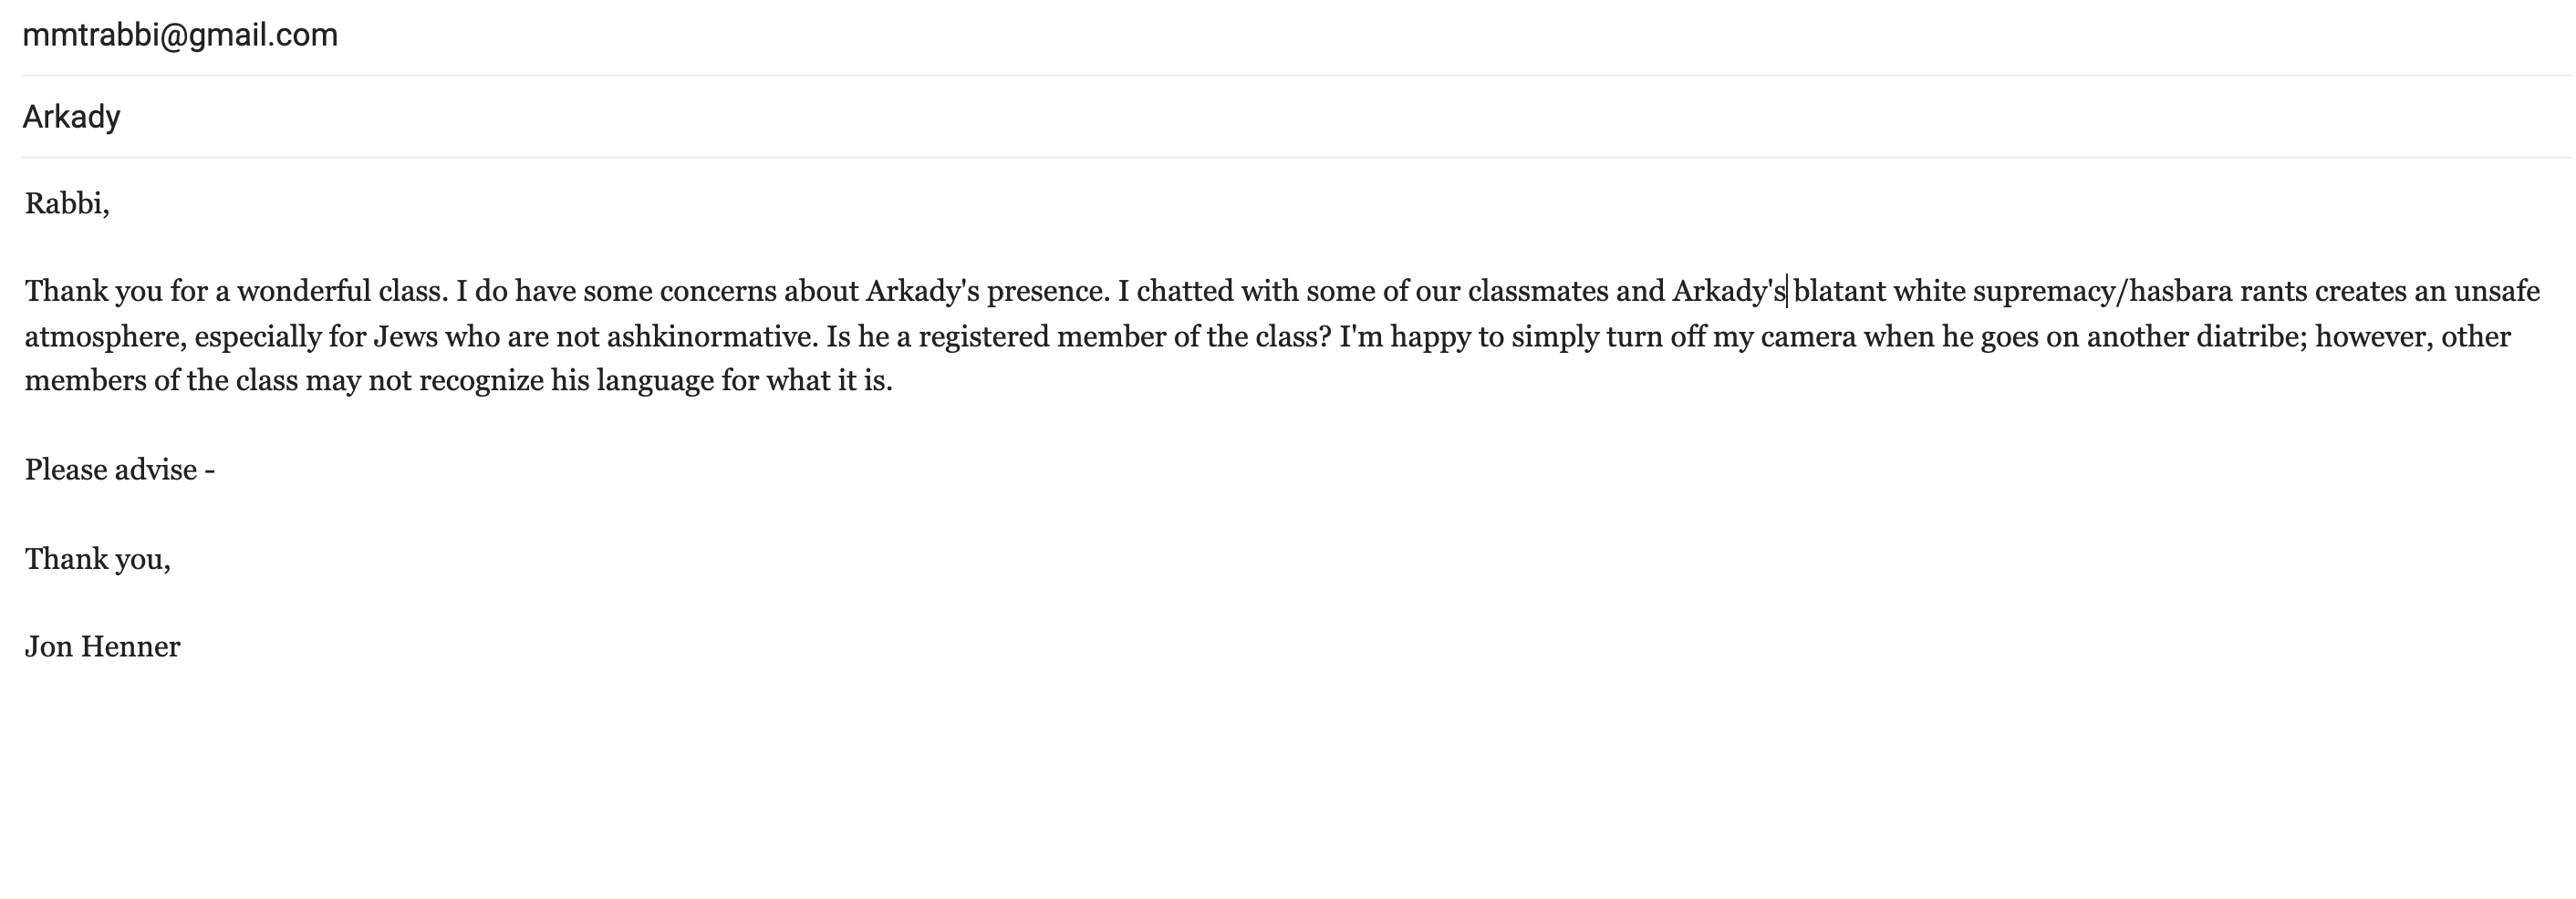 mmtrabbi@gmail.com
Arkady
Rabbi,
Thank you for a wonderful class. I do have some concerns about Arkady's presence. I chatted with some of our classmates and Arkady's blatant white supremacy/hasbara rants creates an unsafe
atmosphere, especially for Jews who are not ashkinormative. Is he a registered member of the class? I'm happy to simply turn off my camera when he goes on another diatribe; however, other
members of the class may not recognize his language for what it is.
Please advise -
Thank you,
Jon Henner